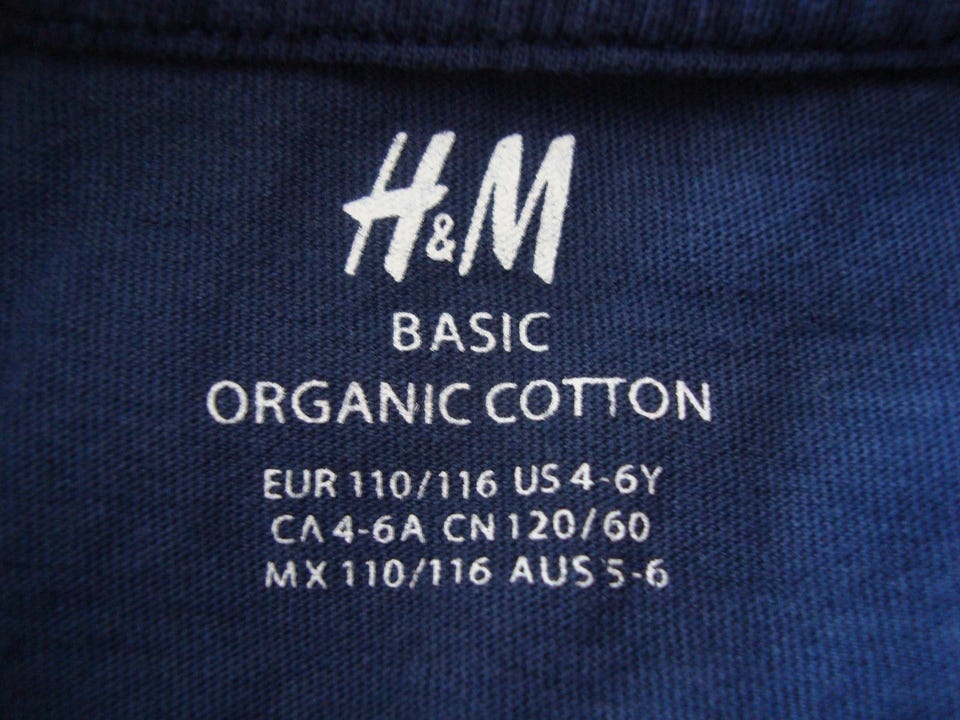 H&M
BASIC
ORGANIC COTTON
EUR 110/116 US 4-6Y
CA 4-6A CN 120/60
MX 110/116 AUS 5-6